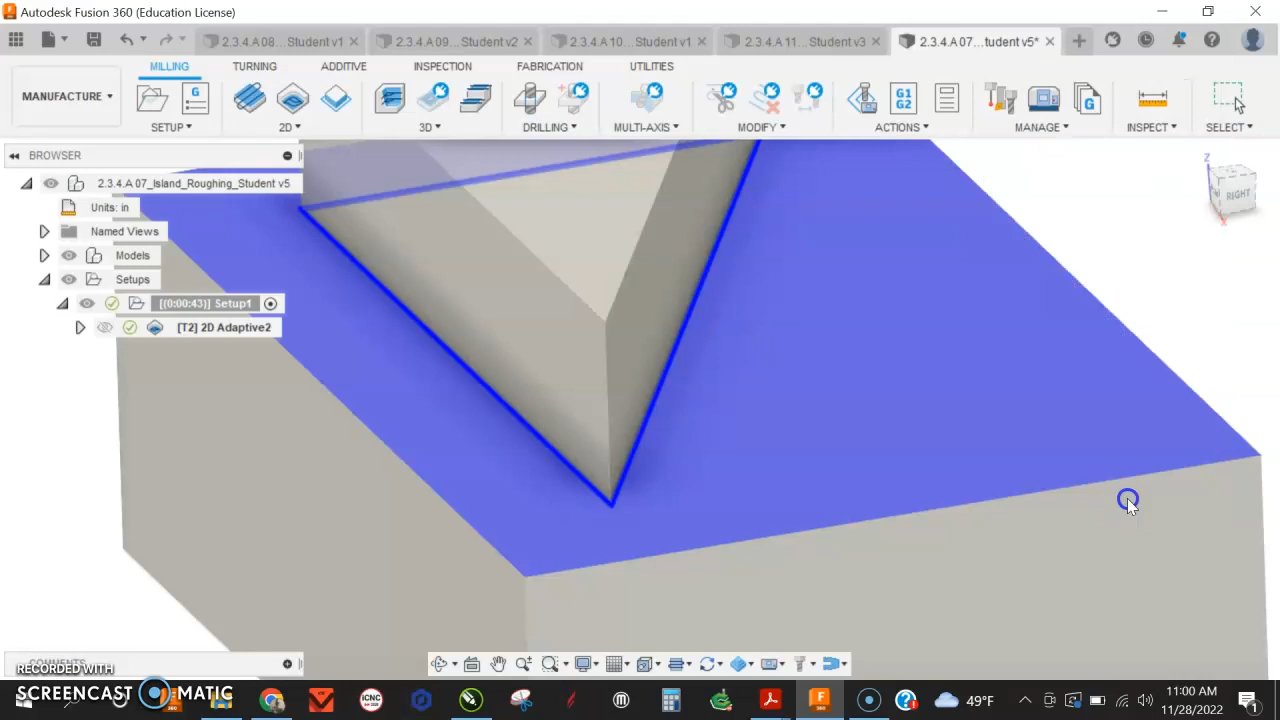 Autodesk Fusion 360 (Education License)
2.3.4.A 08...Student v1
2.3.4.A 09...Student v2
2.3.4.A 10...Student v1
2.3.4.A 11...Student v3
2.3.4.A 07...tudent v5*
MILLING TURNING ADDITIVE INSPECTION FABRICATION UTILITIES
MANUFACTURE
G
G1
G2
G
SETUP 2D 3D DRILLING MULTI-AXIS MODIFY ACTIONS MANAGE INSPECT SELECT
BROWSER
2.3.4.A 07_Island_Roughing_Student v5
Units: in
Named Views
Models
Setups
[(0:00:43)] Setup1
[T2] 2D Adaptive2
Z
RIGHT
X
COMMENTS
RECORDED WITH
SCREENCAST MATIC
iCNC
F
360
49°F
11:00 AM
11/28/2022
1